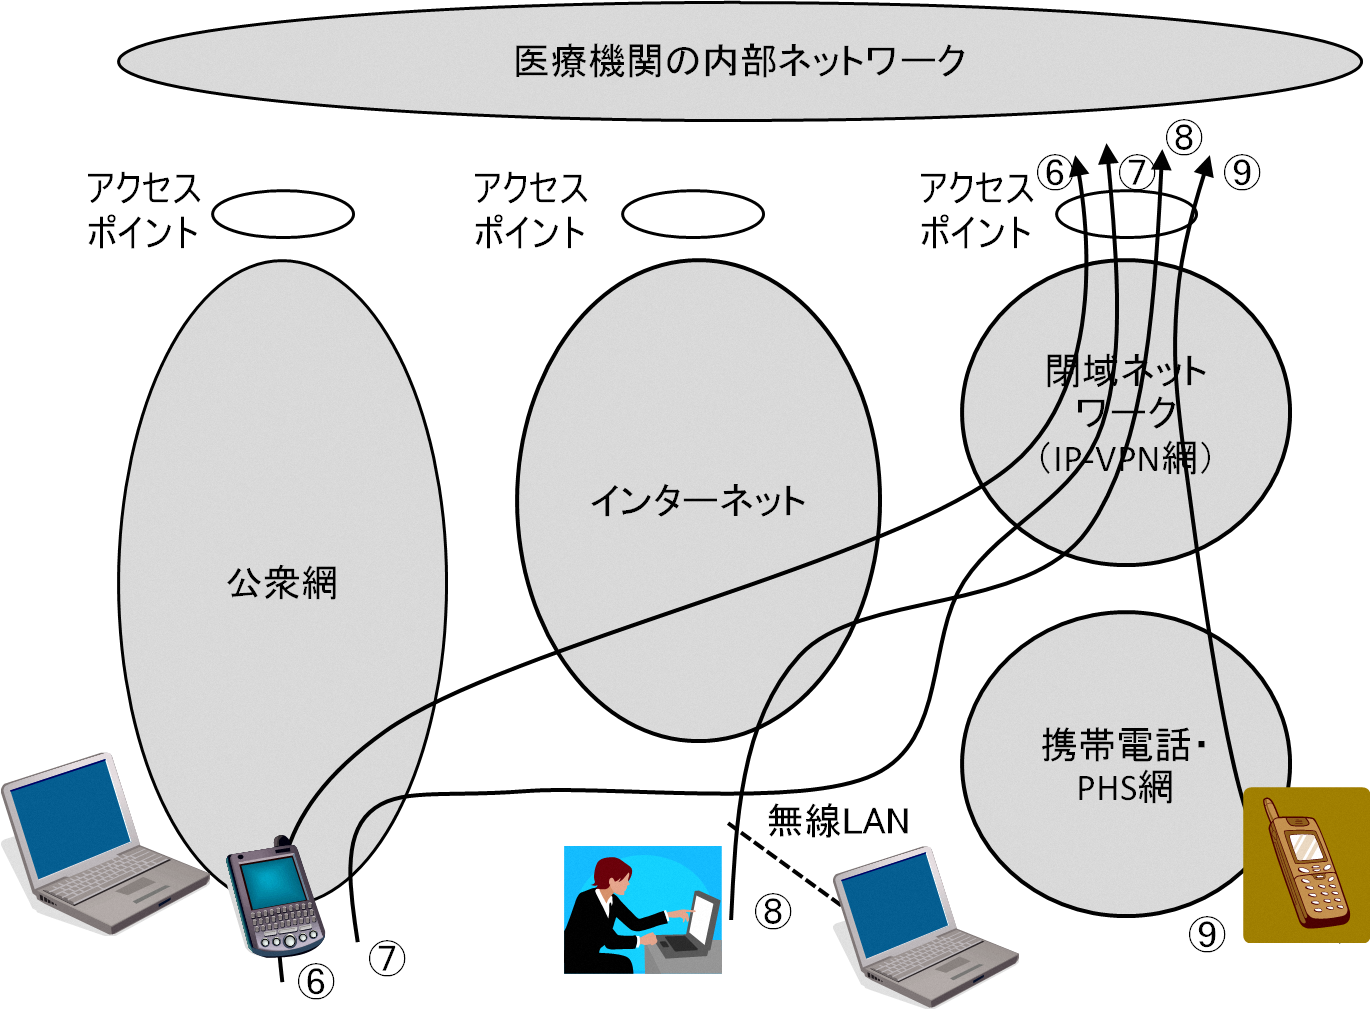 医療機関の内部ネットワーク
⑧
⑥
⑦
⑨
アクセス
ポイント
アクセス
ポイント
アクセス
ポイント
閉域ネット
ワーク
（IP-VPN網）
インターネット
公衆網
携帯電話・
PHS網
無線LAN
⑧
⑨
⑦
⑥